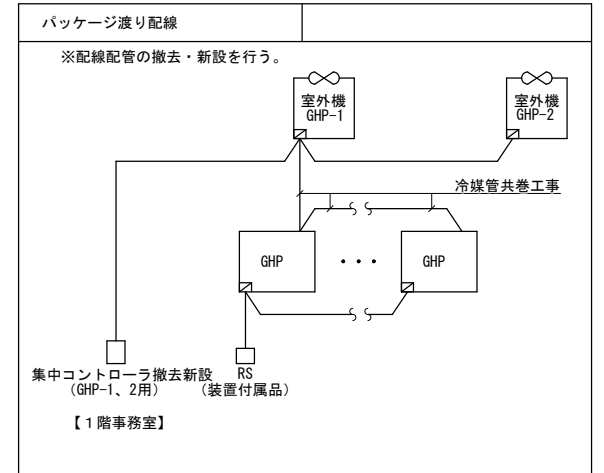 パッケージ渡り配線
※配線配管の撤去・新設を行う。
室外機
GHP-1
室外機
GHP-2
冷媒管共巻工事
GHP
・・・
GHP
集中コントローラ撤去新設
(GHP-1、2用)
RS
(装置付属品)
【１階事務室】